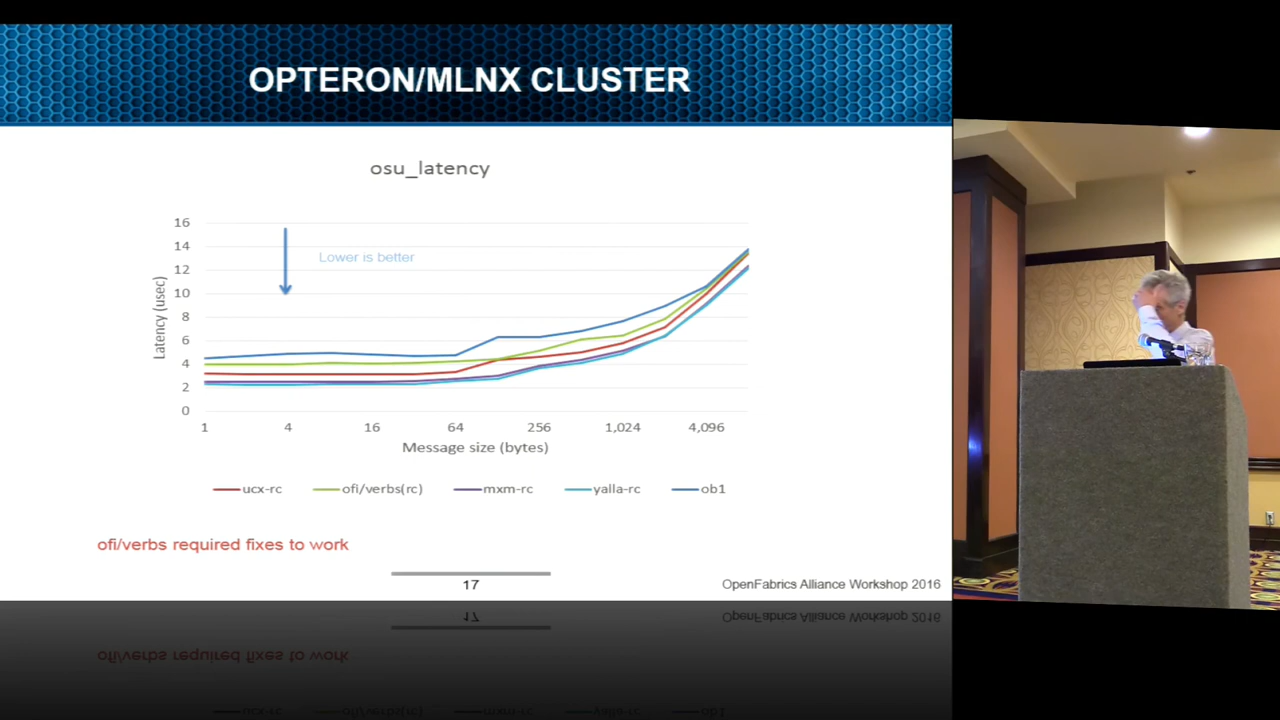 OPTERON/MLNX CLUSTER
osu_latency
16
14
12
10
8
6
4
2
0
Lower is better
Latency (usec)
1 4 16 64 256 1,024 4,096
Message size (bytes)
ucx-rc ofi/verbs(rc) mxm-rc yalla-rc ob1
ofi/verbs required fixes to work
17
OpenFabrics Alliance Workshop 2016